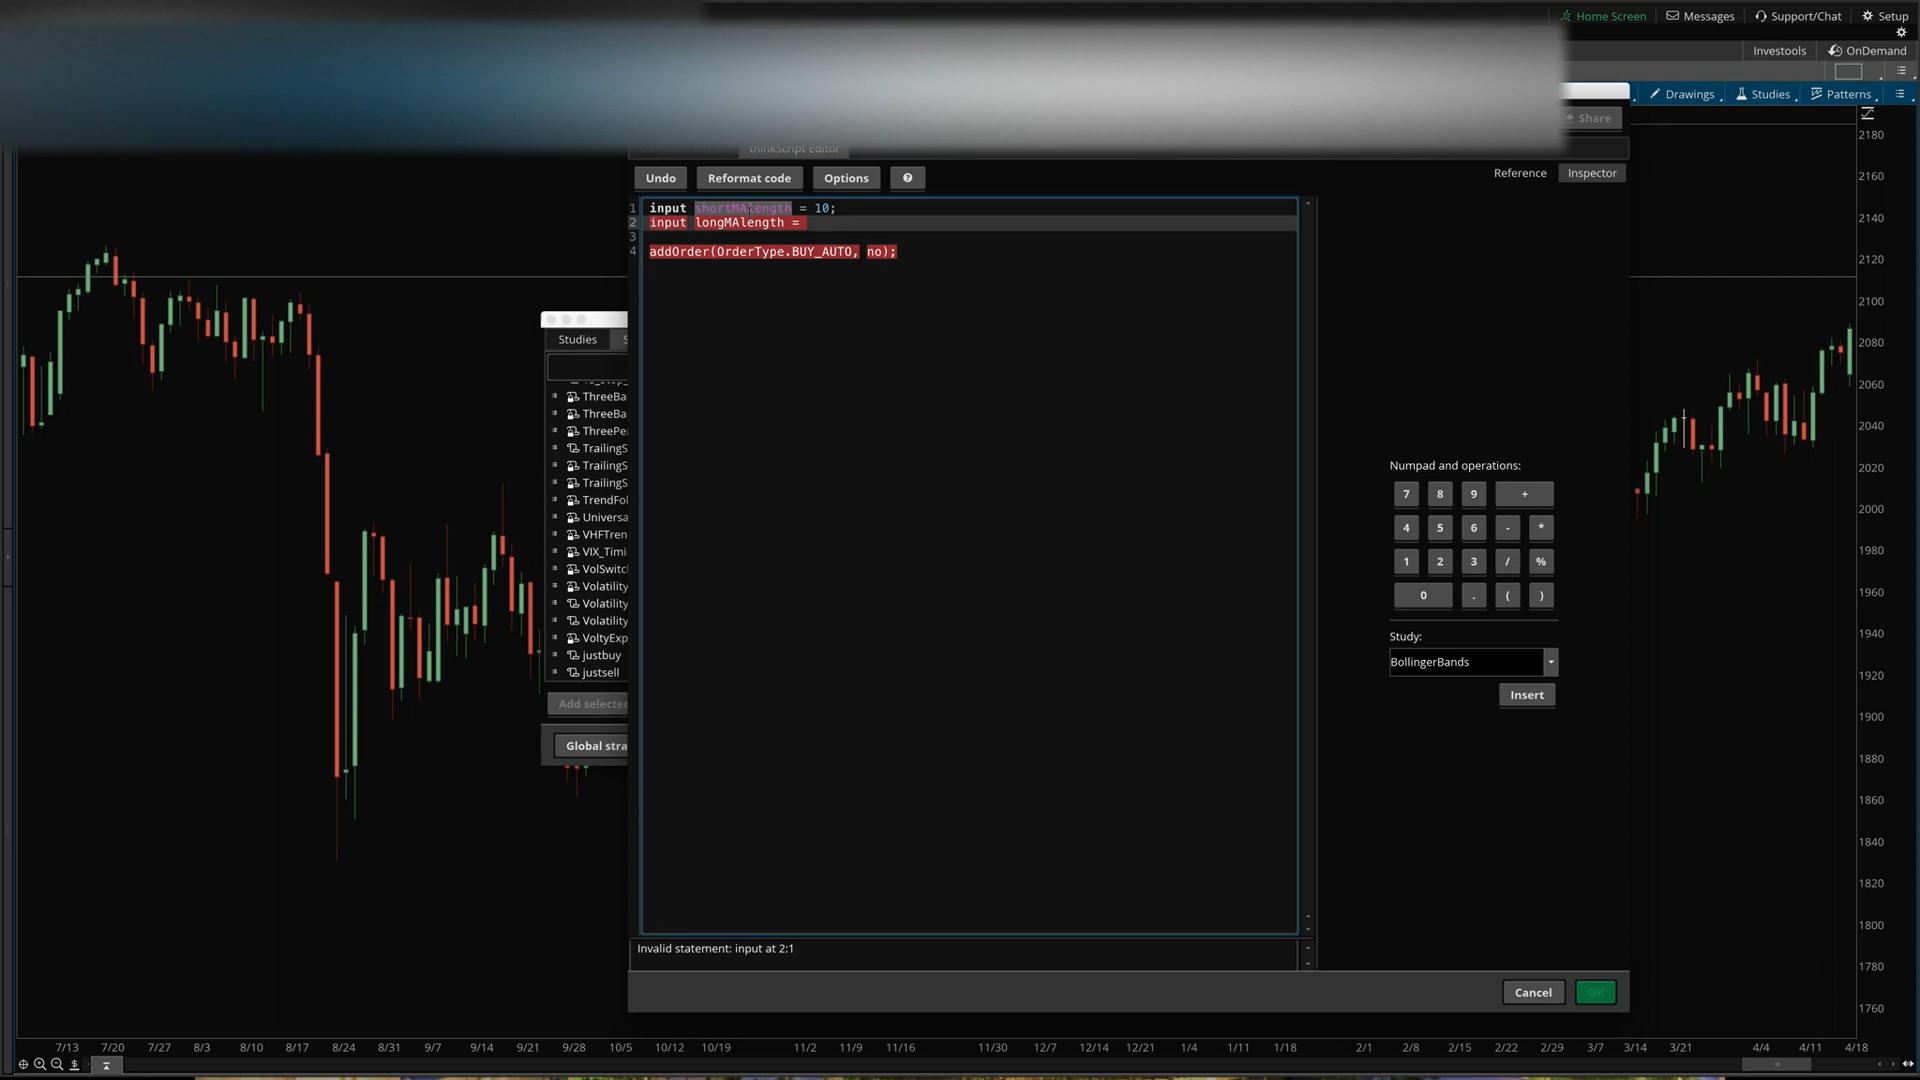 Home Screen
Messages
Support/Chat
Setup
Investools
OnDemand
Drawings
Studies
Patterns
Share
thinkScript Editor
Undo
Reformat code
Options
Reference
Inspector
1 input shortMAlength = 10;
2 input longMAlength =
3
4 addOrder(OrderType.BUY_AUTO, no);
Studies
ThreeBa
ThreeBa
ThreePe
TrailingS
TrailingS
TrailingS
TrendFol
Universa
VHFTren
VIX_Timi
VolSwitc
Volatility
Volatility
Volatility
VoltyExp
justbuy
justsell
Add selected
Global stra
Numpad and operations:
7 8 9 +
4 5 6 - *
1 2 3 / %
0 . ( )
Study:
BollingerBands
Insert
Invalid statement: input at 2:1
Cancel
OK
2180
2160
2140
2120
2100
2080
2060
2040
2020
2000
1980
1960
1940
1920
1900
1880
1860
1840
1820
1800
1780
1760
7/13 7/20 7/27 8/3 8/10 8/17 8/24 8/31 9/7 9/14 9/21 9/28 10/5 10/12 10/19 11/2 11/9 11/16 11/30 12/7 12/14 12/21 1/4 1/11 1/18 2/1 2/8 2/15 2/22 2/29 3/7 3/14 3/21 4/4 4/11 4/18